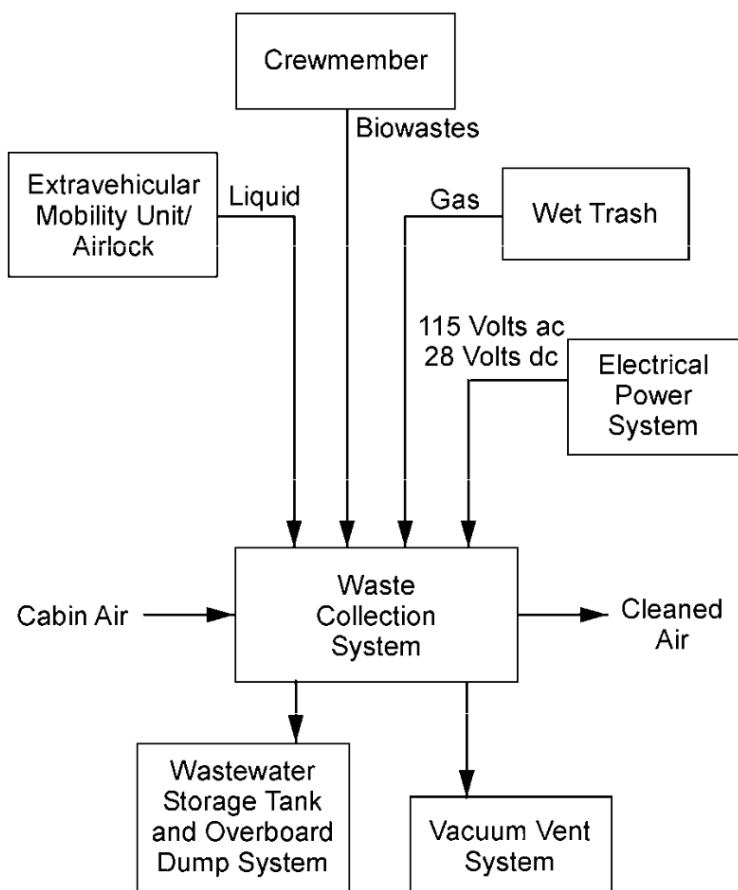 Crewmember
Biowastes
Extravehicular
Mobility Unit/
Airlock
Liquid
Gas
Wet Trash
115 Volts ac
28 Volts dc
Electrical
Power
System
Cabin Air
Waste
Collection
System
Cleaned
Air
Wastewater
Storage Tank
and Overboard
Dump System
Vacuum Vent
System